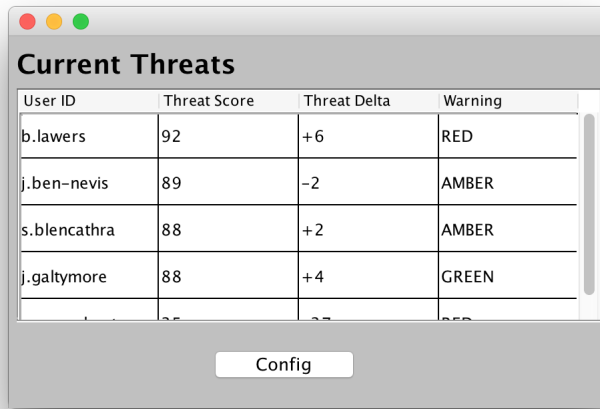 Current Threats
User ID Threat Score Threat Delta Warning
b.lawers 92 +6 RED
j.ben-nevis 89 -2 AMBER
s.blencathra 88 +2 AMBER
j.galtymore 88 +4 GREEN
Config